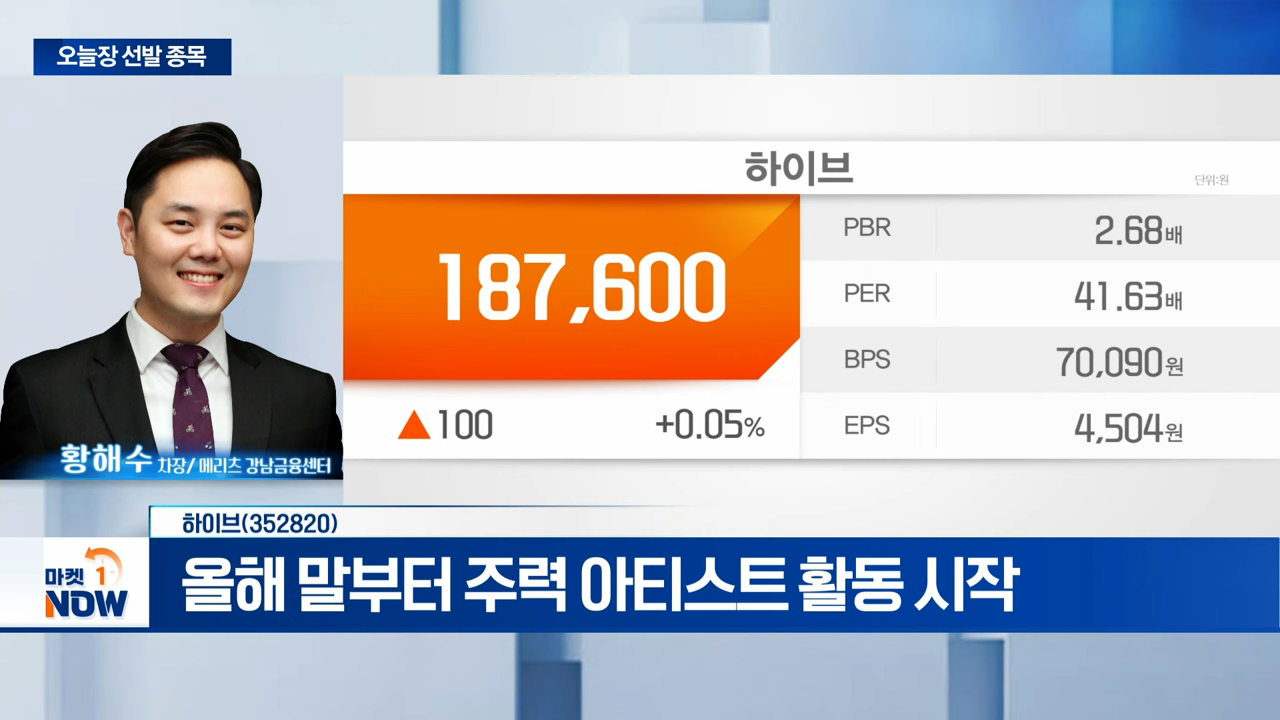 오늘장 선발 종목
하이브
단위:원
187,600
▲100 +0.05%
PBR 2.68배
PER 41.63배
BPS 70,090원
EPS 4,504원
황해수 차장/ 메리츠 강남금융센터
하이브(352820)
마켓 1
NOW
올해 말부터 주력 아티스트 활동 시작